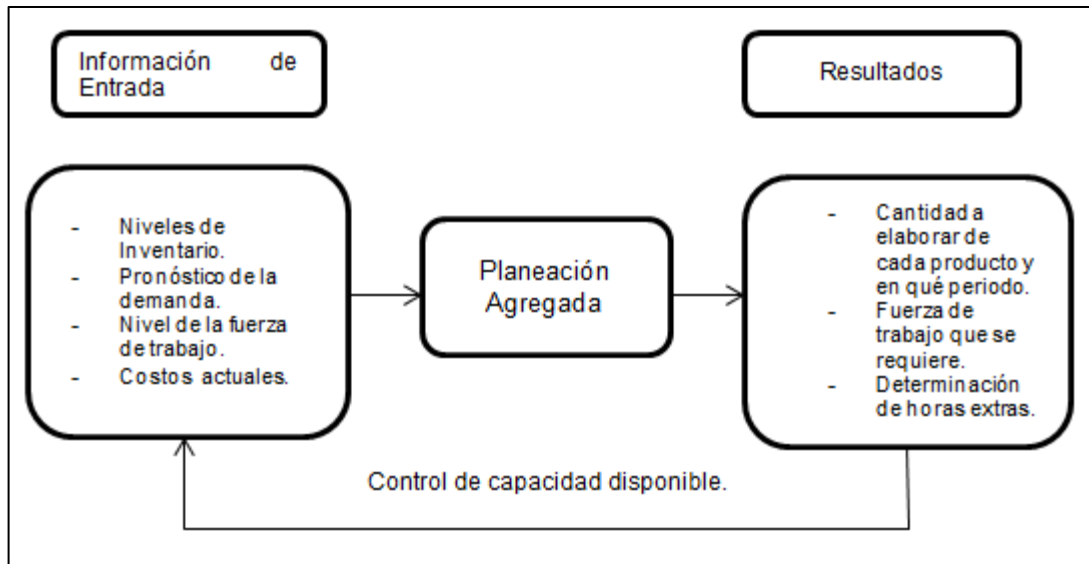 Información de
Entrada
Resultados
- Niveles de
Inventario.
- Pronóstico de la
demanda.
- Nivel de la fuerza
de trabajo.
- Costos actuales.
Planeación
Agregada
- Cantidad a
elaborar de
cada producto y
en qué periodo.
- Fuerza de
trabajo que se
requiere.
- Determinación
de horas extras.
Control de capacidad disponible.